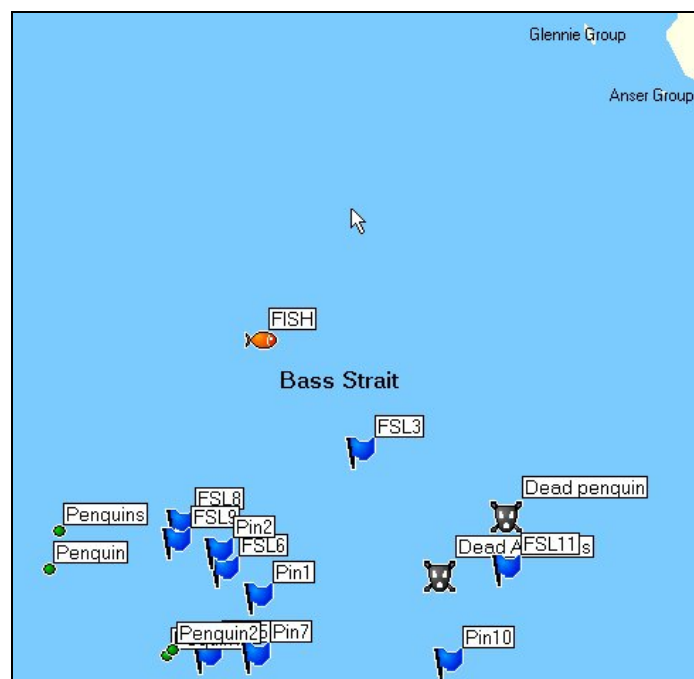 Glennie Group
Anser Group
FISH
Bass Strait
FSL3
Dead penquin
FSL8
FSL9
Penquins
Pin2
FSL11
Penquin
FSL6
Dead
Pin1
Penquin2
Pin7
Pin10